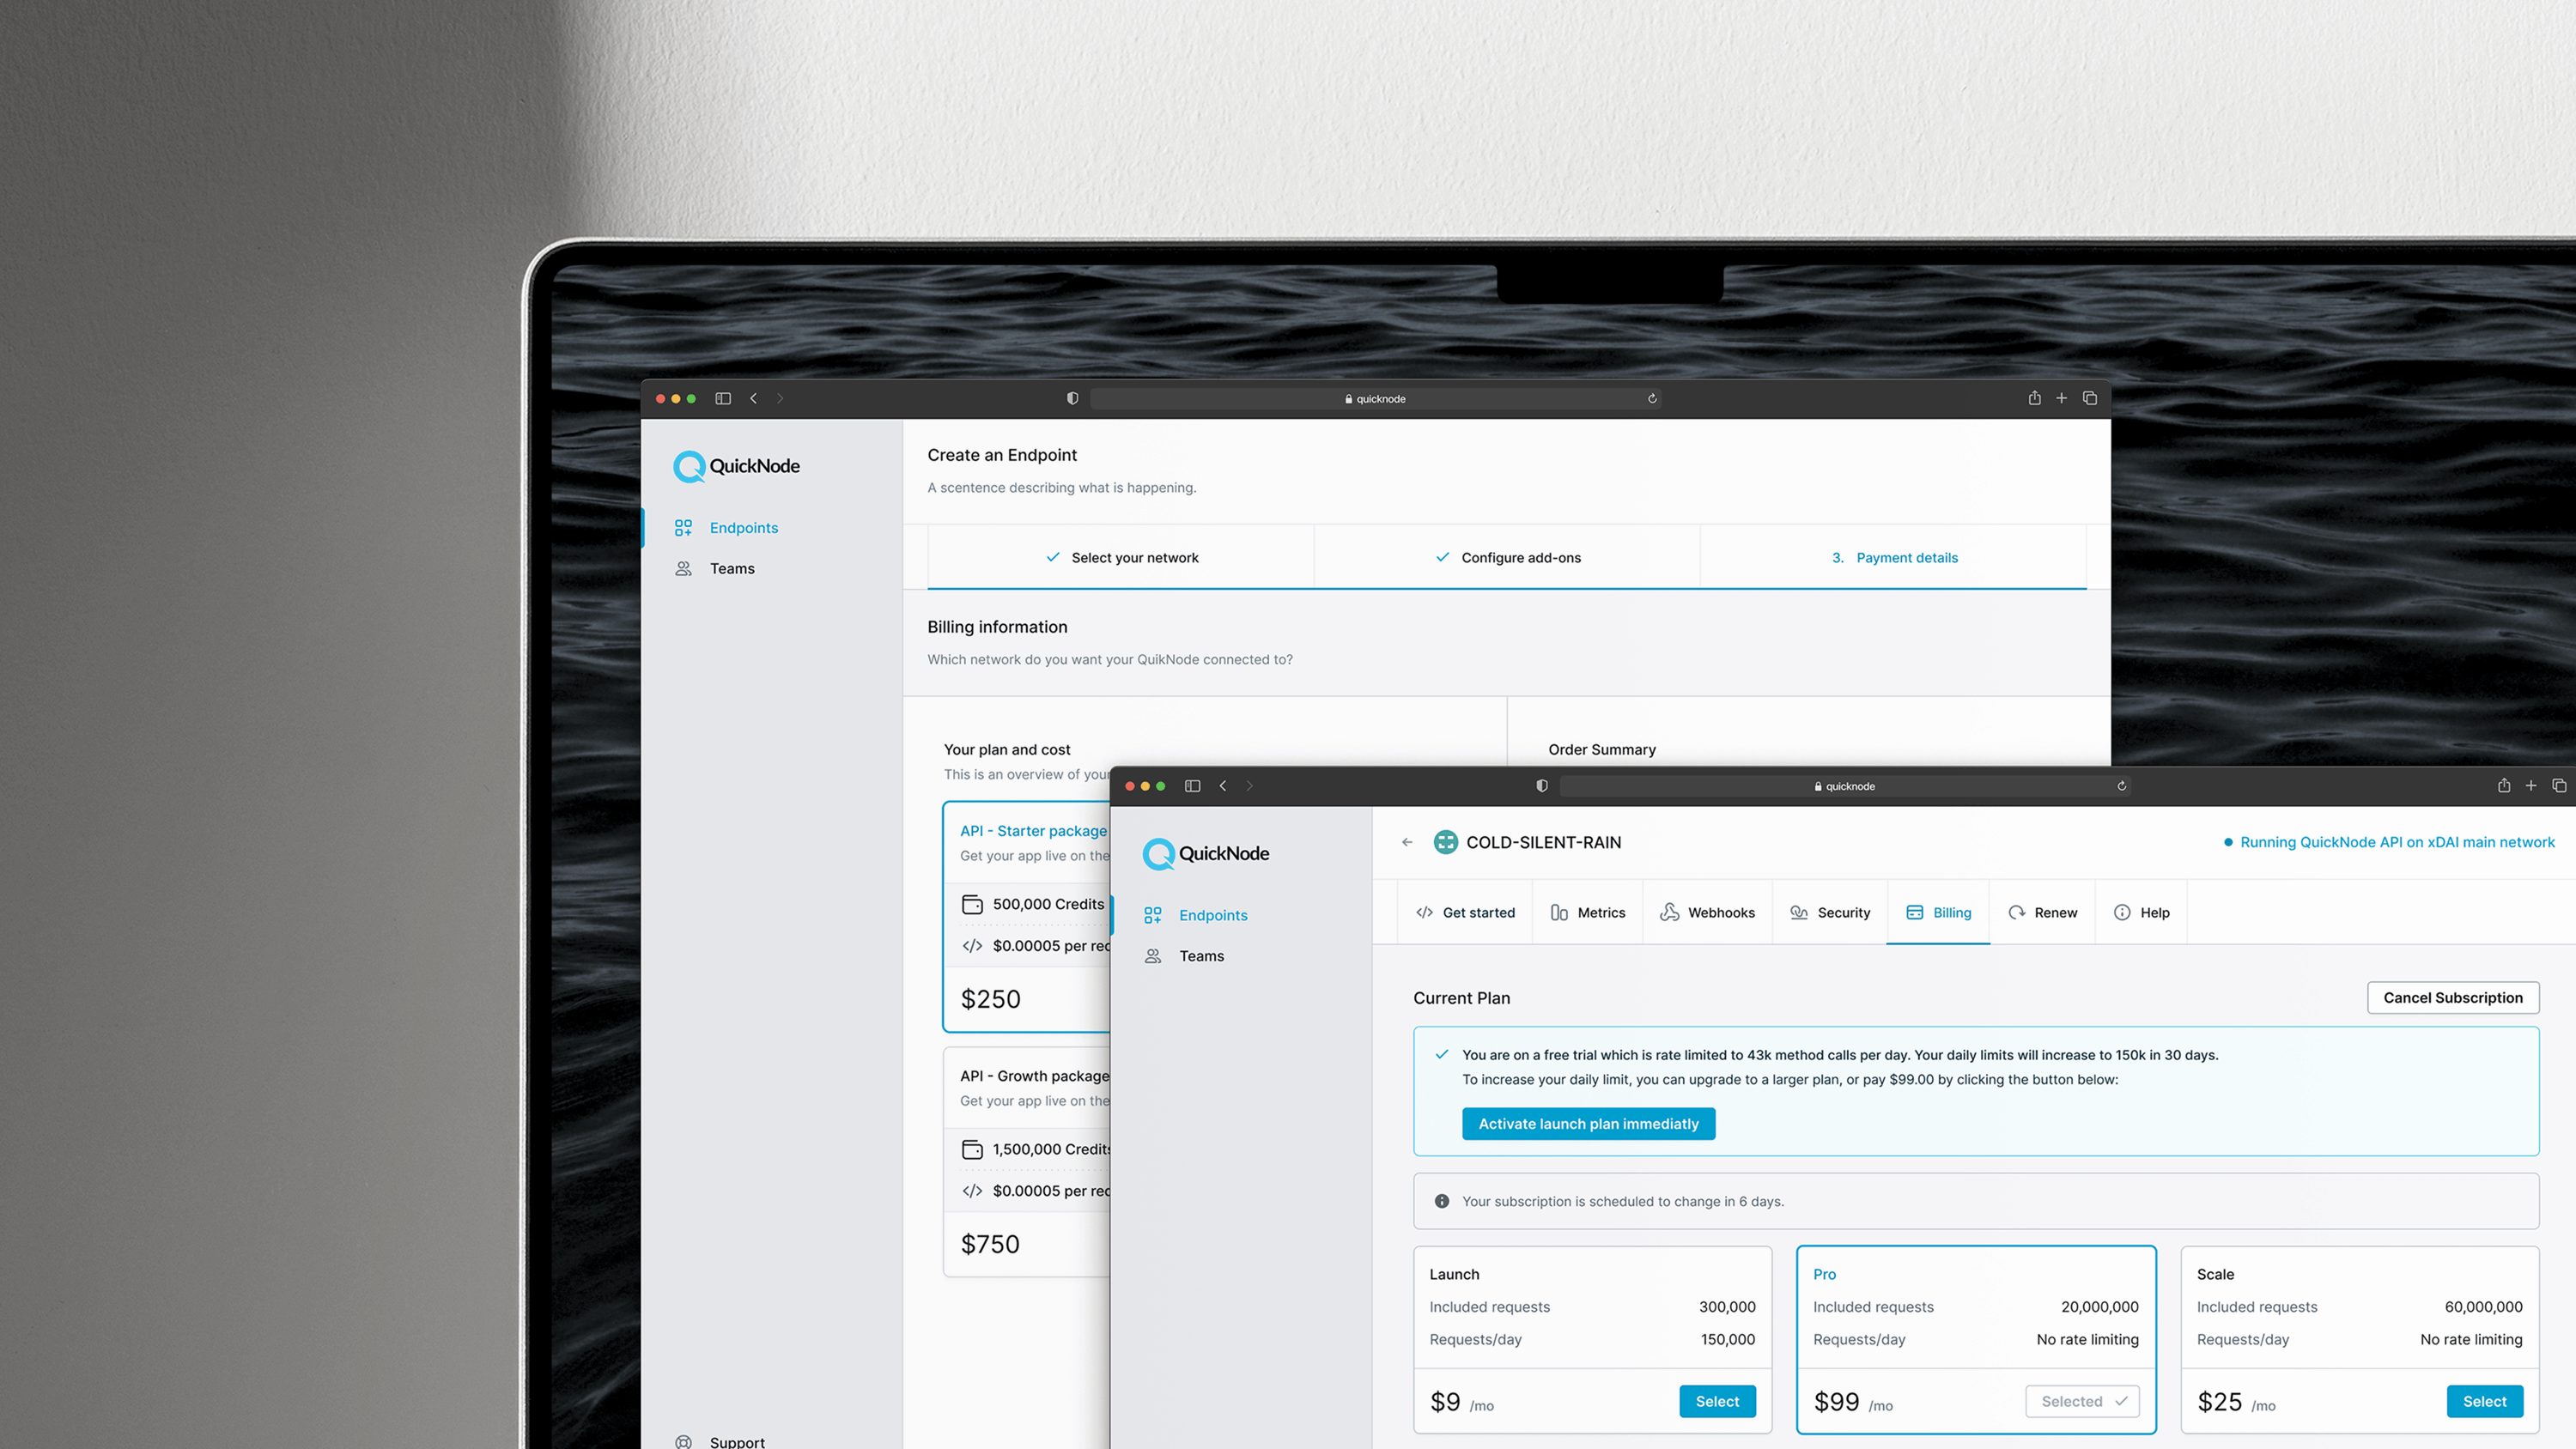 quicknode
QuickNode
Endpoints
Teams
Support
Create an Endpoint
A scentence describing what is happening.
Select your network
Configure add-ons
3. Payment details
Billing information
Which network do you want your QuikNode connected to?
Your plan and cost
This is an overview of your
Order Summary
API - Starter package
Get your app live on the
500,000 Credits
$0.00005 per rec
$250
API - Growth package
Get your app live on the
1,500,000 Credits
$0.00005 per rec
$750
quicknode
QuickNode
Endpoints
Teams
COLD-SILENT-RAIN
Running QuickNode API on xDAI main network
Get started
Metrics
Webhooks
Security
Billing
Renew
Help
Current Plan
Cancel Subscription
You are on a free trial which is rate limited to 43k method calls per day. Your daily limits will increase to 150k in 30 days.
To increase your daily limit, you can upgrade to a larger plan, or pay $99.00 by clicking the button below:
Activate launch plan immediatly
Your subscription is scheduled to change in 6 days.
Launch
Included requests 300,000
Requests/day 150,000
$9 /mo Select
Pro
Included requests 20,000,000
Requests/day No rate limiting
$99 /mo Selected
Scale
Included requests 60,000,000
Requests/day No rate limiting
$25 /mo Select